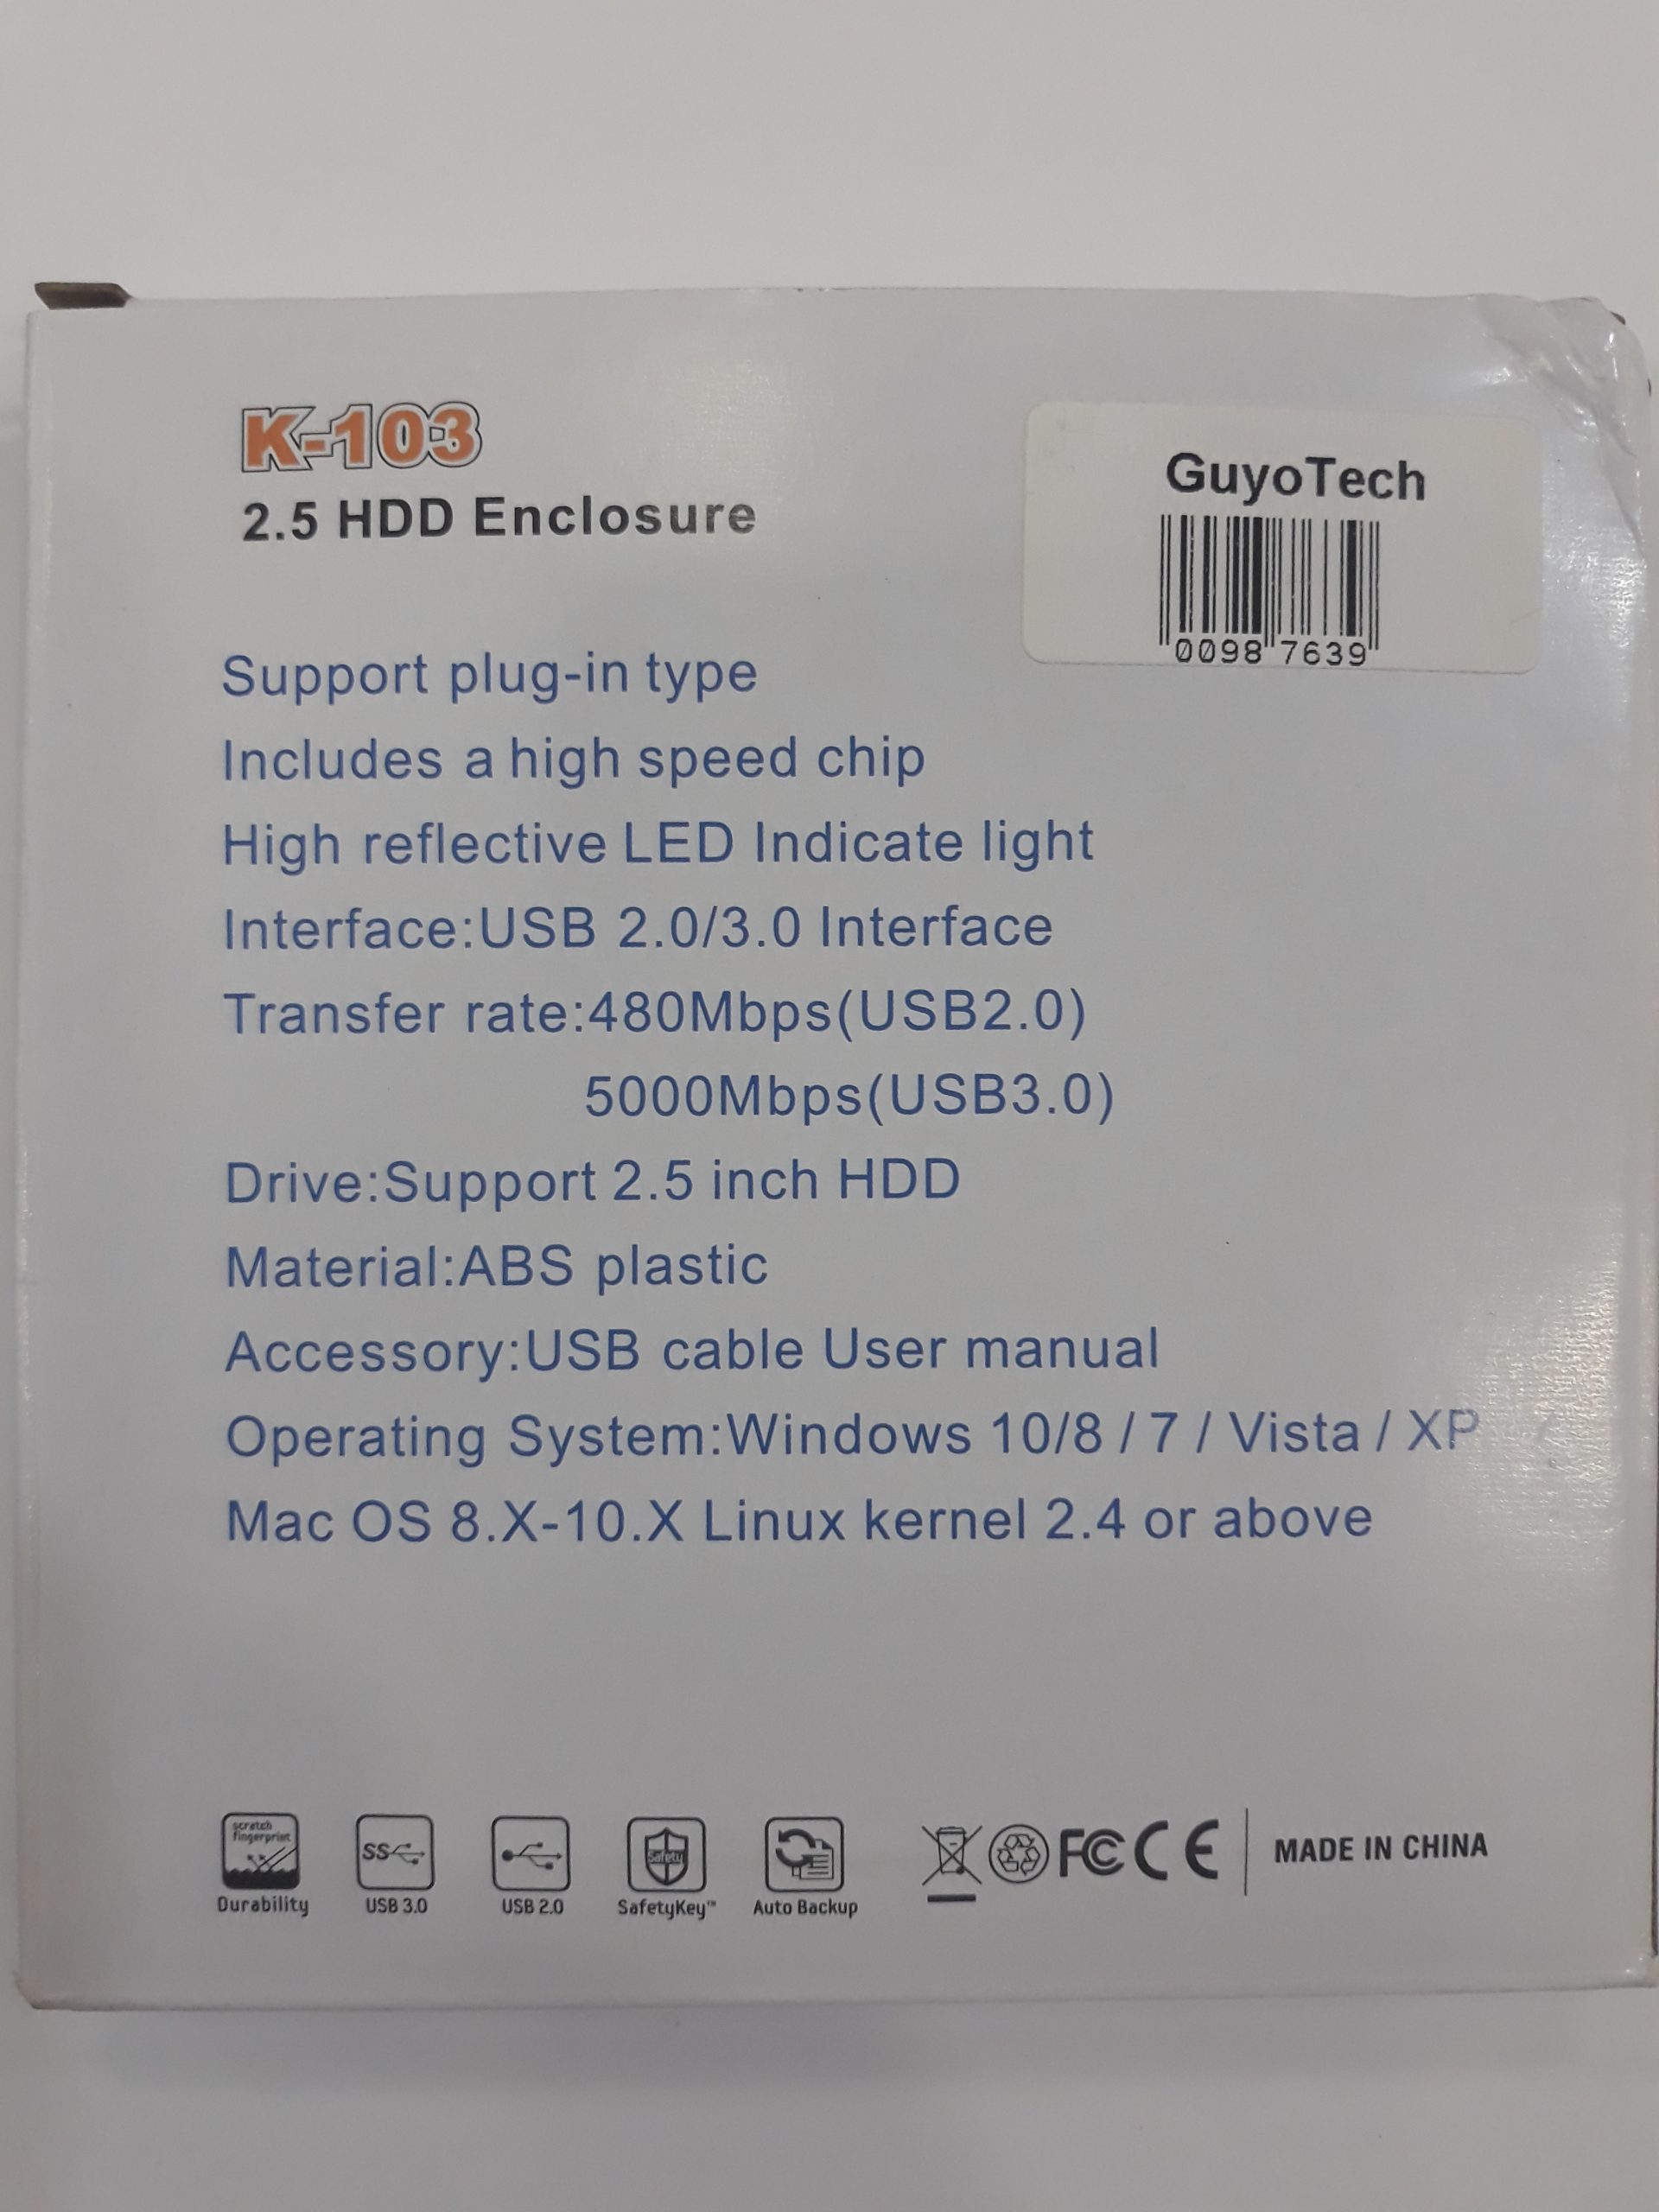 K-103
2.5 HDD Enclosure
GuyoTech
0098 7639
Support plug-in type
Includes a high speed chip
High reflective LED Indicate light
Interface:USB 2.0/3.0 Interface
Transfer rate:480Mbps(USB2.0)
5000Mbps(USB3.0)
Drive:Support 2.5 inch HDD
Material:ABS plastic
Accessory:USB cable User manual
Operating System:Windows 10/8 / 7 / Vista / XP /
Mac OS 8.X-10.X Linux kernel 2.4 or above
scratch
fingerprint
SS
Safety
FC CE
MADE IN CHINA
Durability
USB 3.0
USB 2.0
SafetyKey™
Auto Backup